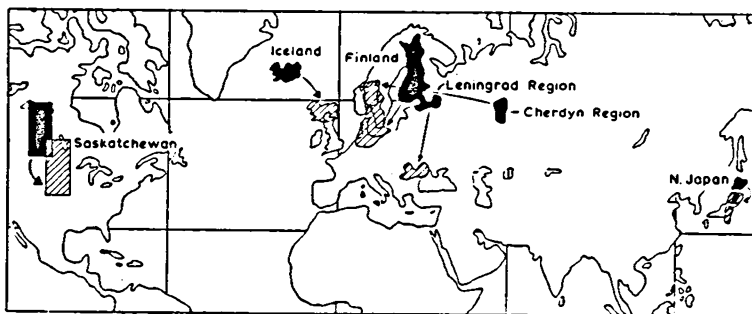 Iceland
Finland
Leningrad Region
Cherdyn Region
Saskatchewan
N. Japan